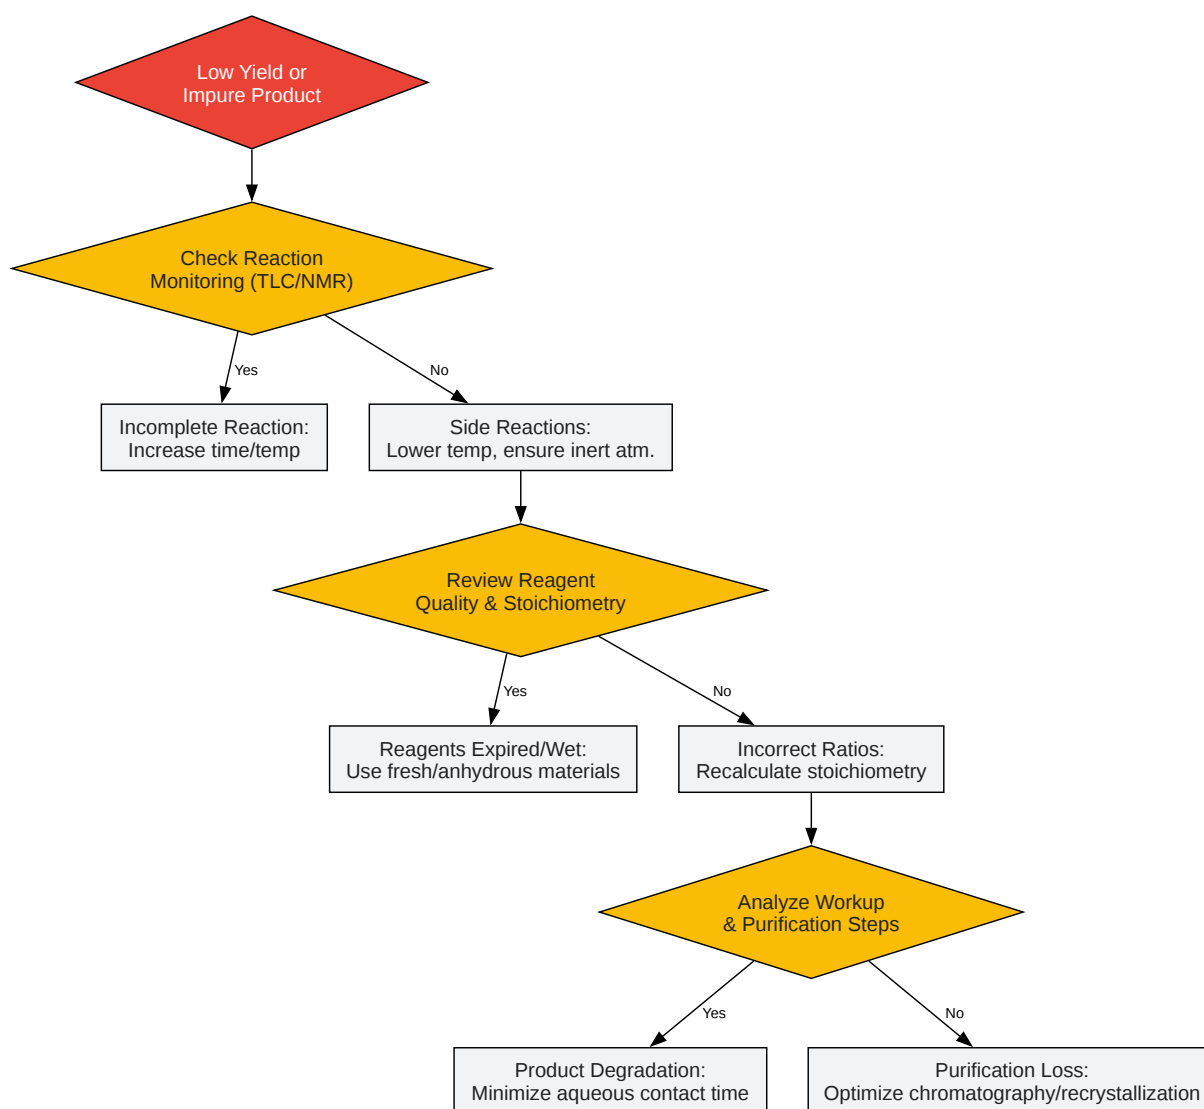 Low Yield or
Impure Product
Check Reaction
Monitoring (TLC/NMR)
Yes
No
Incomplete Reaction:
Increase time/temp
Side Reactions:
Lower temp, ensure inert atm.
Review Reagent
Quality & Stoichiometry
Yes
No
Reagents Expired/Wet:
Use fresh/anhydrous materials
Incorrect Ratios:
Recalculate stoichiometry
Analyze Workup
& Purification Steps
Yes
No
Product Degradation:
Minimize aqueous contact time
Purification Loss:
Optimize chromatography/recrystallization